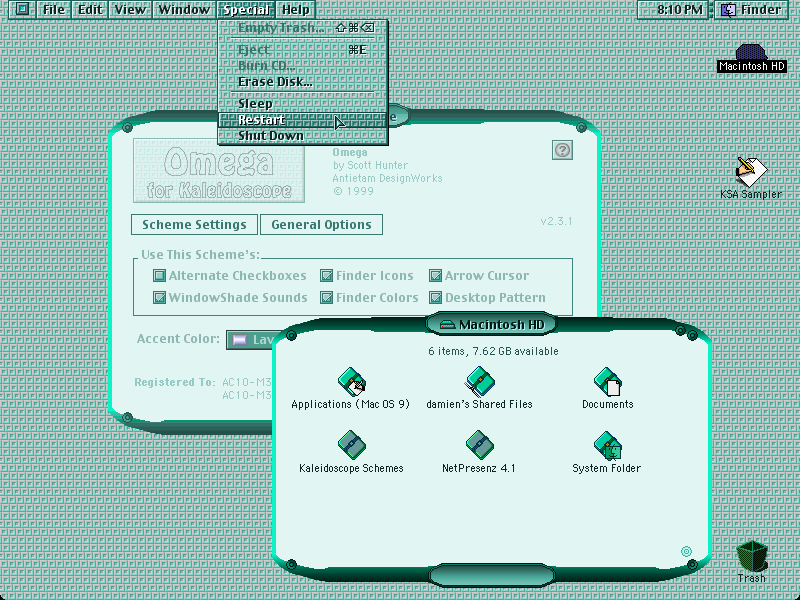 File Edit View Window Special Help 8:10 PM Finder
Empty Trash... ⇧⌘⌫
Eject ⌘E
Burn CD...
Erase Disk...
Sleep
Restart
Shut Down
Macintosh HD
KSA Sampler
Trash
Omega
for Kaleidoscope
Omega
by Scott Hunter
Antietam DesignWorks
© 1999
?
Scheme Settings General Options
v2.3.1
Use This Scheme's:
Alternate Checkboxes Finder Icons Arrow Cursor
WindowShade Sounds Finder Colors Desktop Pattern
Accent Color: Lav
Registered To: AC10-M3
AC10-M3
Macintosh HD
6 items, 7.62 GB available
Applications (Mac OS 9) damien's Shared Files Documents
Kaleidoscope Schemes NetPresenz 4.1 System Folder